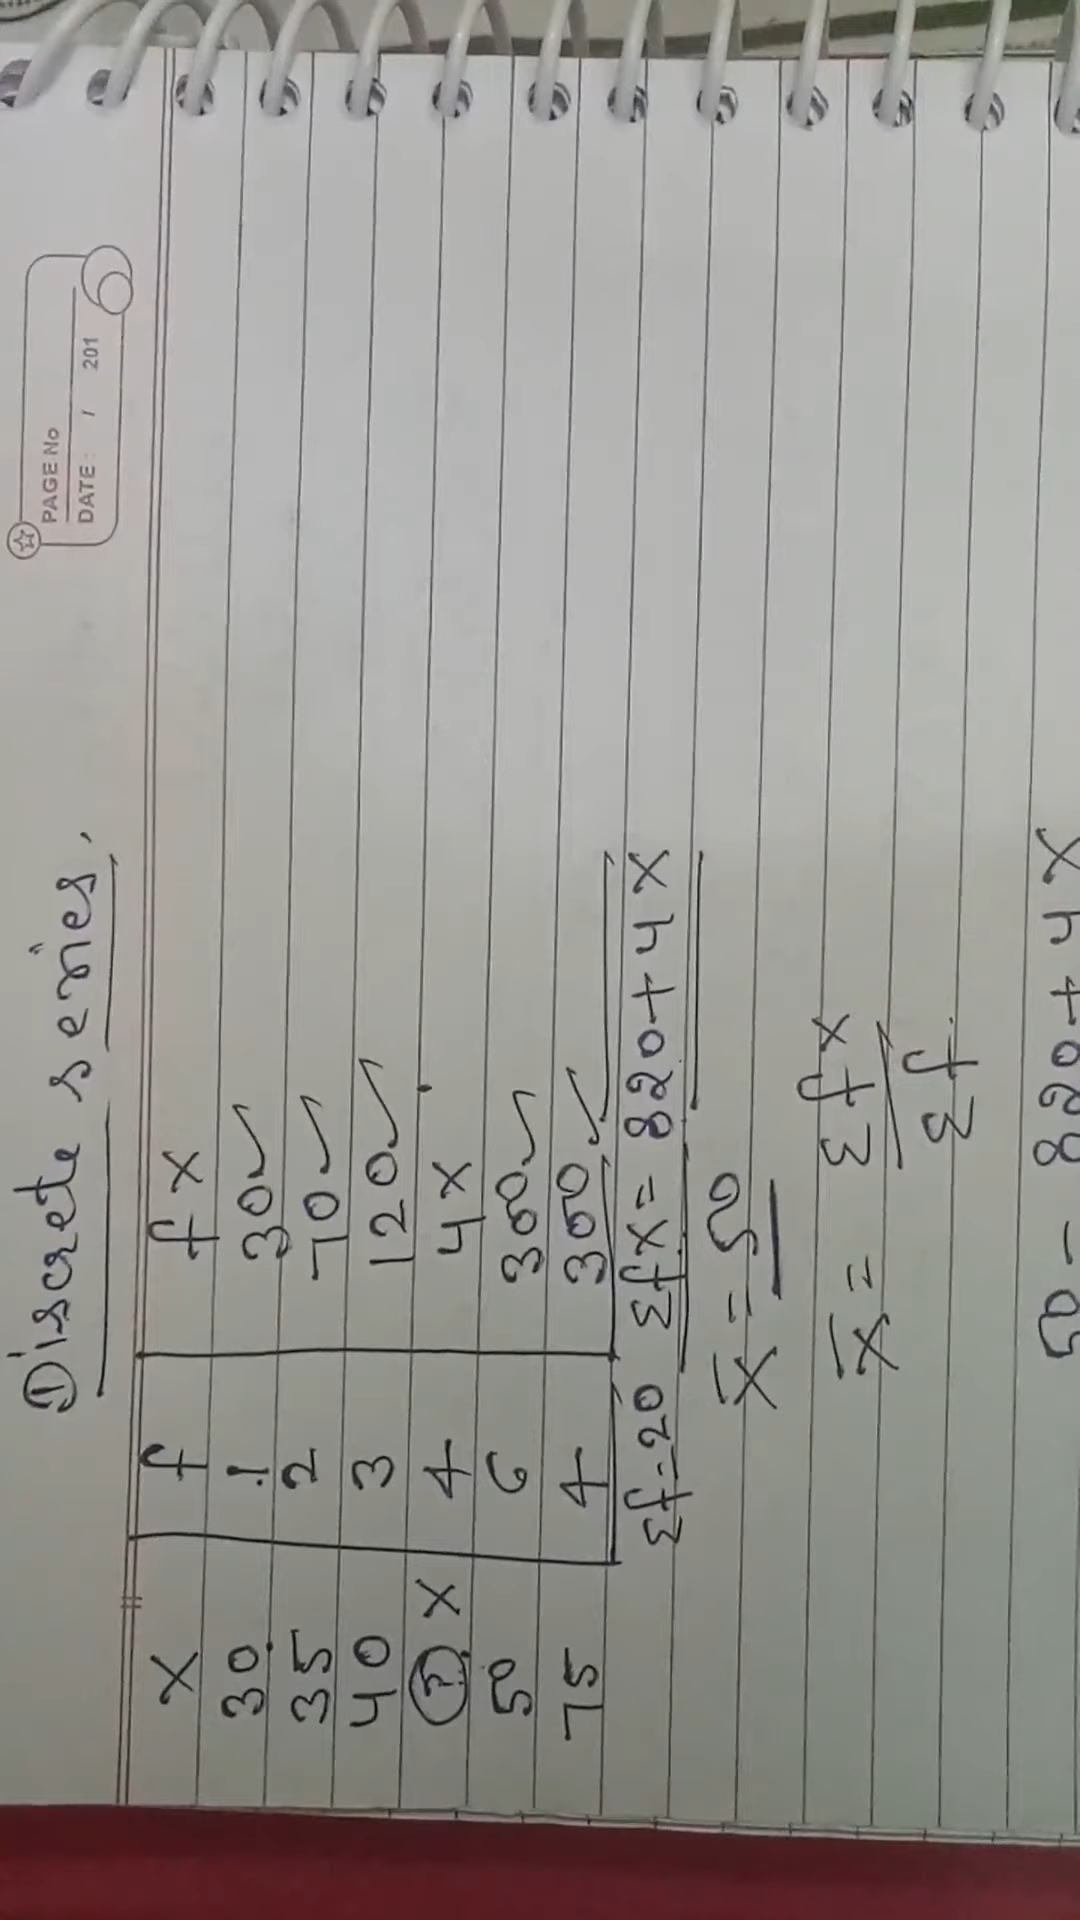 PAGE No
DATE: / 201
① Discrete series.
X f fx
30 1 30✓
35 2 70✓
40 3 120✓
(?) X 4 4X
50 6 300✓
75 4 300✓
Σf=20 Σfx= 820+4X
X̄ = 50
X̄ = Σfx
Σf
50 - 820+4X